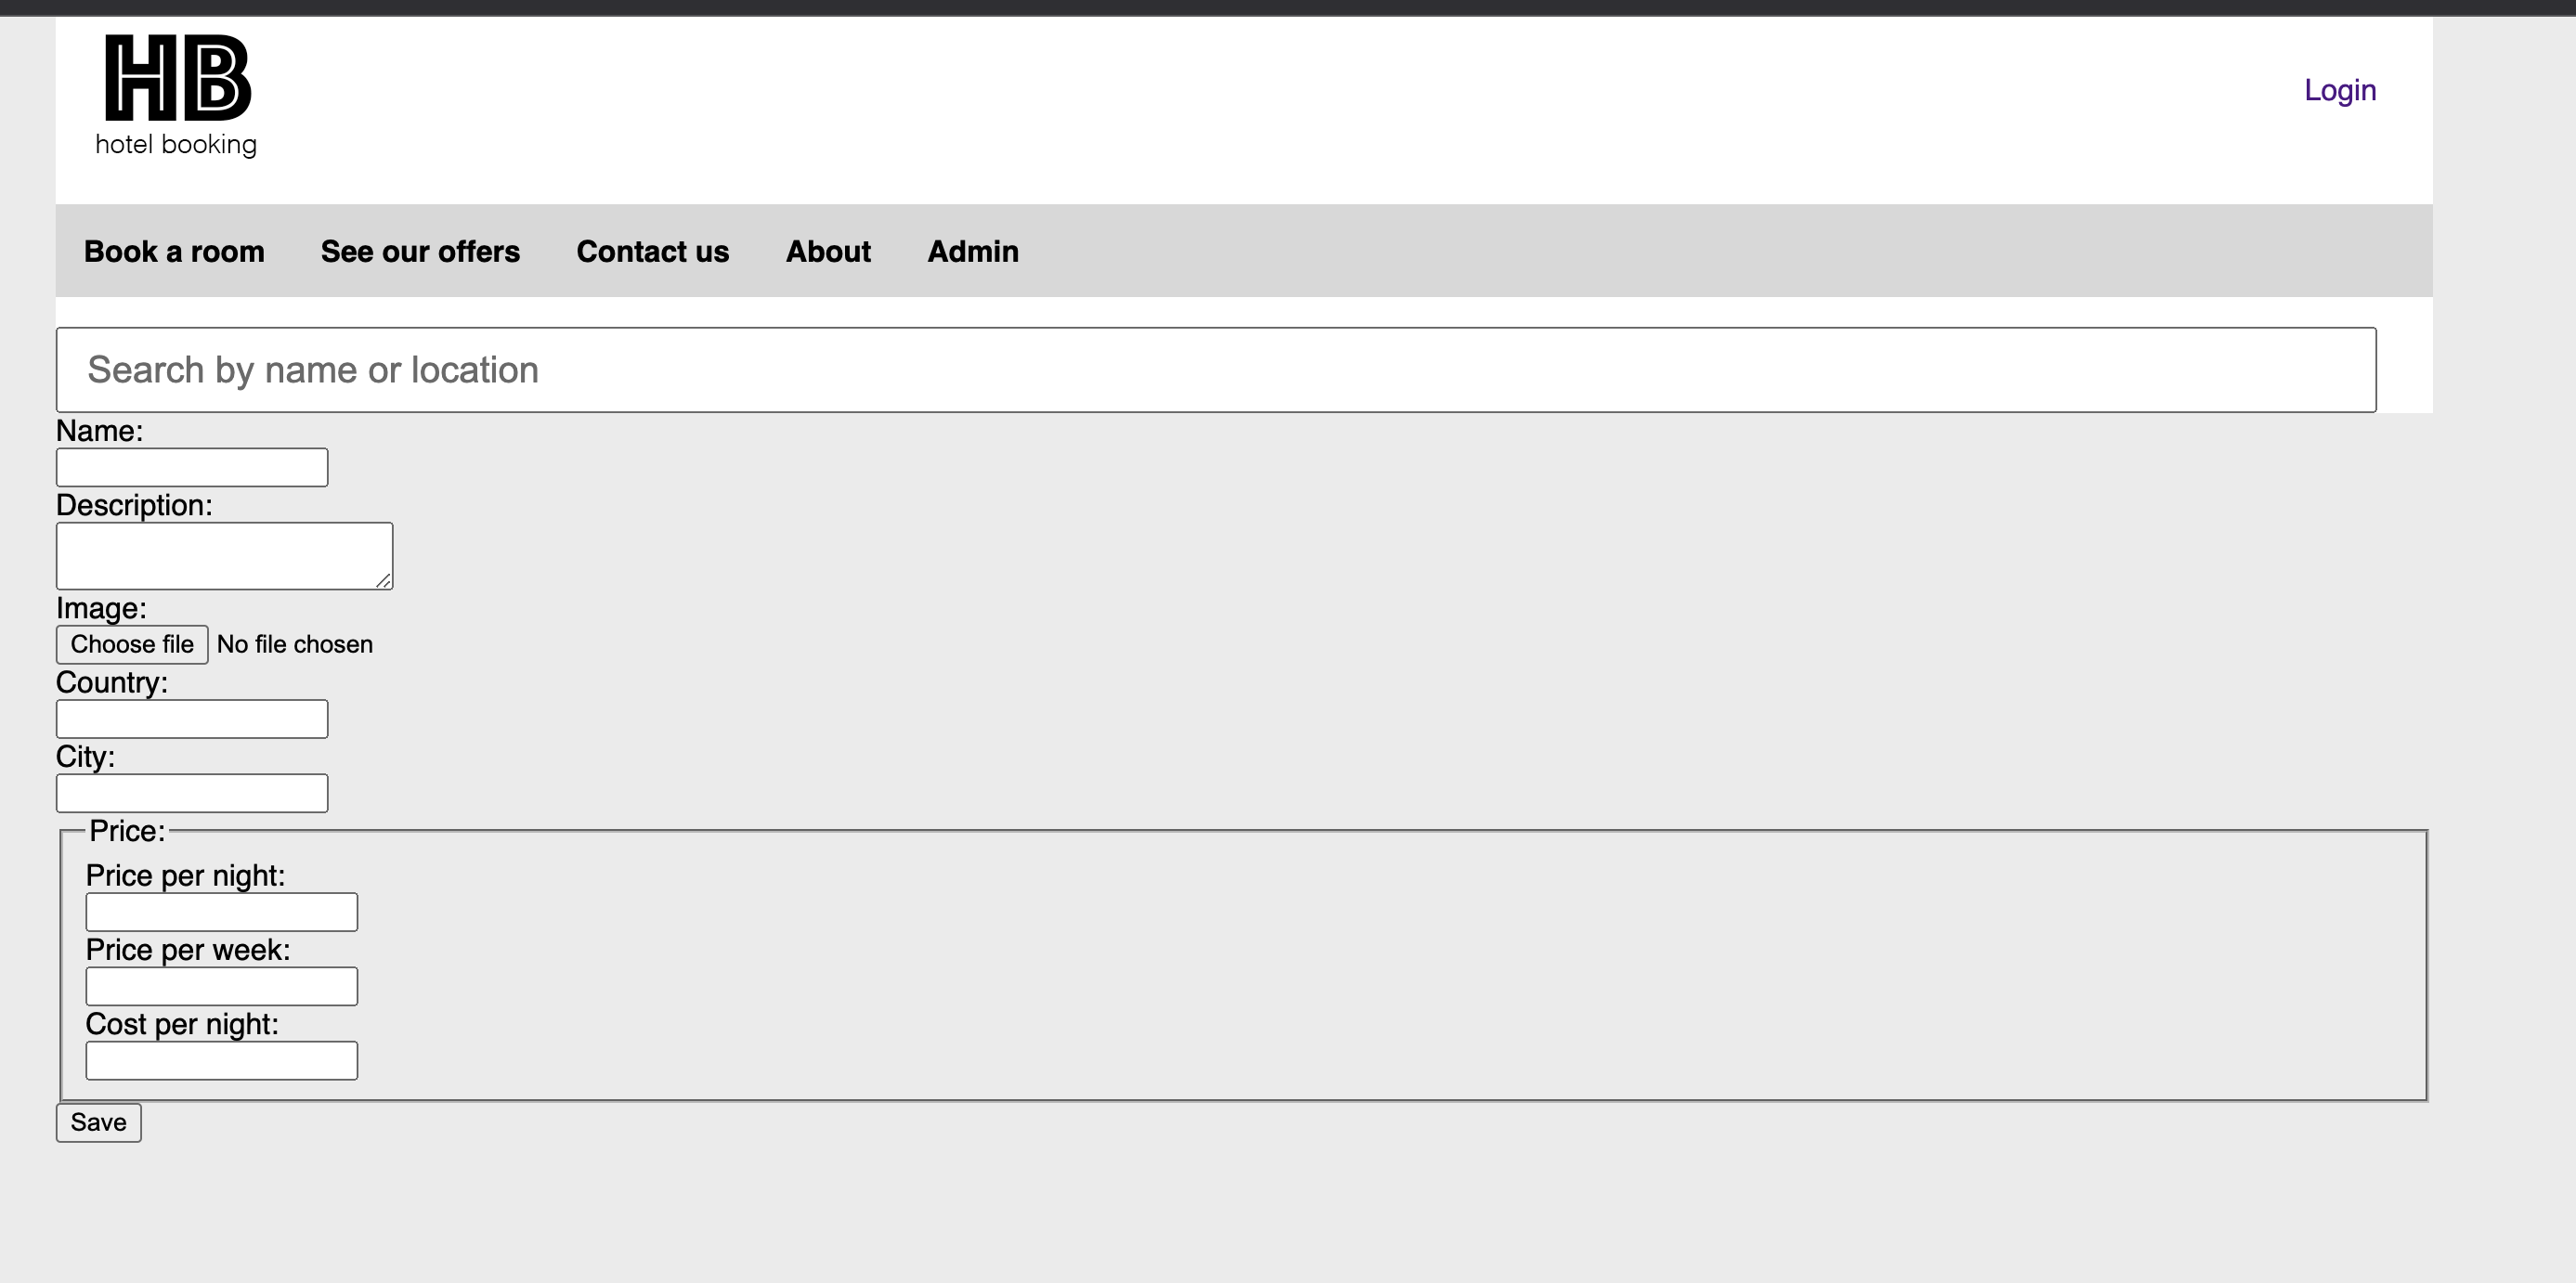 HB
hotel booking
Login
Book a room See our offers Contact us About Admin
Search by name or location
Name:
Description:
Image:
Choose file No file chosen
Country:
City:
Price:
Price per night:
Price per week:
Cost per night:
Save